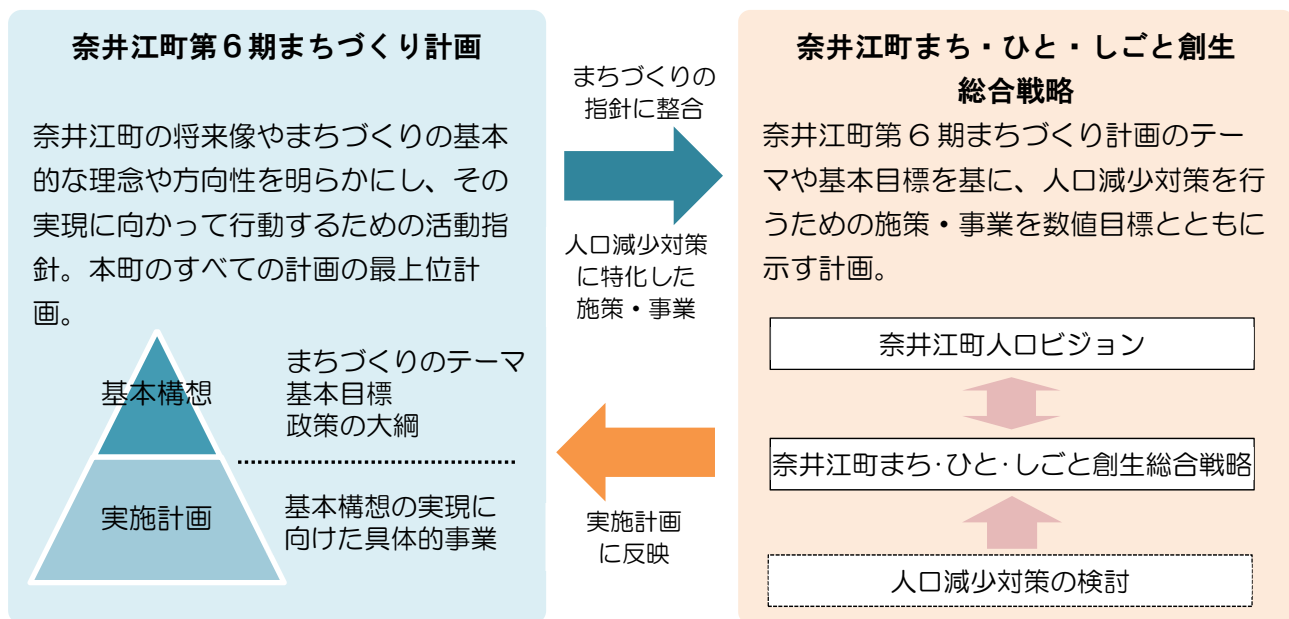 奈井江町第6期まちづくり計画
奈井江町の将来像やまちづくりの基本
的な理念や方向性を明らかにし、その
実現に向かって行動するための活動指
針。本町のすべての計画の最上位計
画。
基本構想
まちづくりのテーマ
基本目標
政策の大綱
実施計画
基本構想の実現に
向けた具体的事業
まちづくりの
指針に整合
人口減少対策
に特化した
施策・事業
実施計画
に反映
奈井江町まち・ひと・しごと創生
総合戦略
奈井江町第6期まちづくり計画のテー
マや基本目標を基に、人口減少対策を行
うための施策・事業を数値目標とともに
示す計画。
奈井江町人口ビジョン
奈井江町まち・ひと・しごと創生総合戦略
人口減少対策の検討